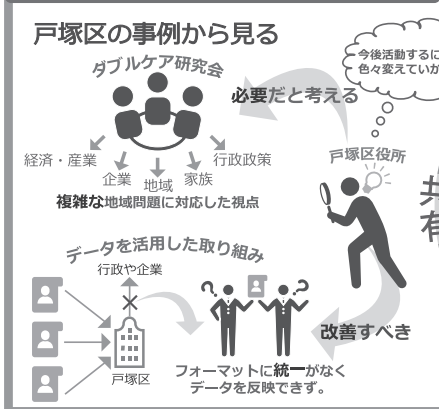 戸塚区の事例から見る
ダブルケア研究会
今後活動するに
色々変えていか
必要だと考える
経済・産業
企業
地域
家族
行政政策
複雑な地域問題に対応した視点
戸塚区役所
共有
データを活用した取り組み
行政や企業
戸塚区
改善すべき
フォーマットに統一がなく
データを反映できず。